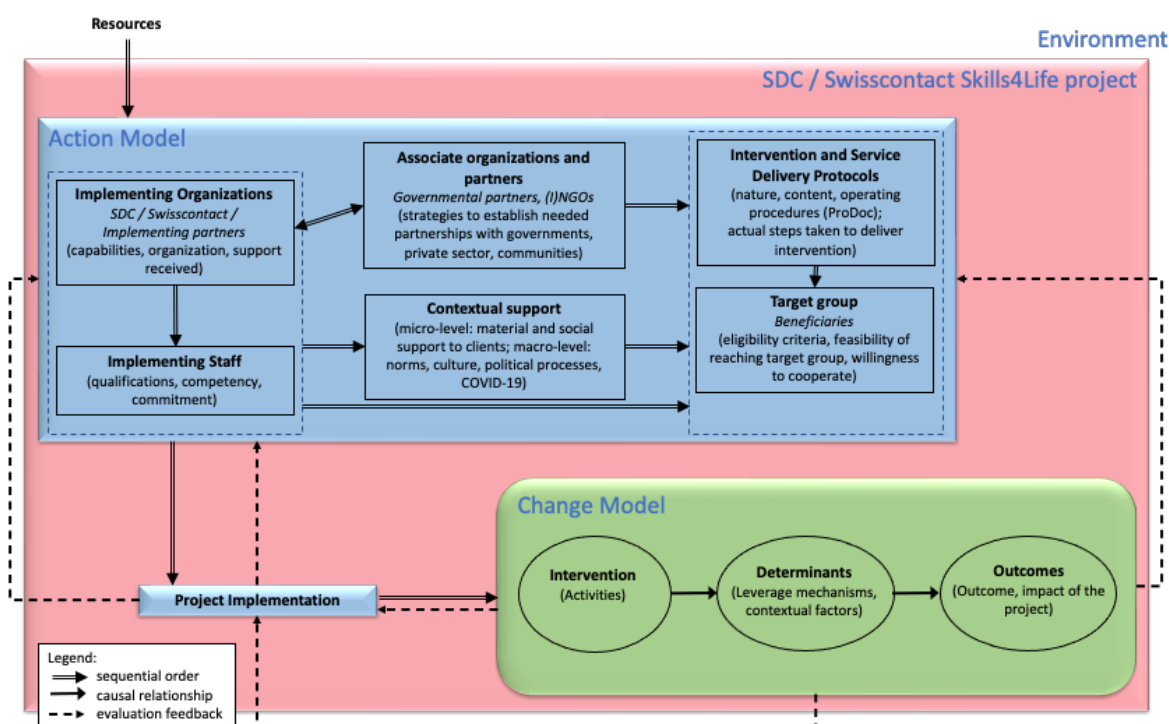 Resources
Environment
SDC / Swisscontact Skills4Life project
Action Model
Implementing Organizations
SDC / Swisscontact /
Implementing partners
(capabilities, organization, support
received)
Implementing Staff
(qualifications, competency,
commitment)
Associate organizations and
partners
Governmental partners, (I)NGOs
(strategies to establish needed
partnerships with governments,
private sector, communities)
Contextual support
(micro-level: material and social
support to clients; macro-level:
norms, culture, political processes,
COVID-19)
Intervention and Service
Delivery Protocols
(nature, content, operating
procedures (ProDoc);
actual steps taken to deliver
intervention)
Target group
Beneficiaries
(eligibility criteria, feasibility of
reaching target group, willingness
to cooperate)
Project Implementation
Change Model
Intervention
(Activities)
Determinants
(Leverage mechanisms,
contextual factors)
Outcomes
(Outcome, impact of the
project)
Legend:
sequential order
causal relationship
evaluation feedback